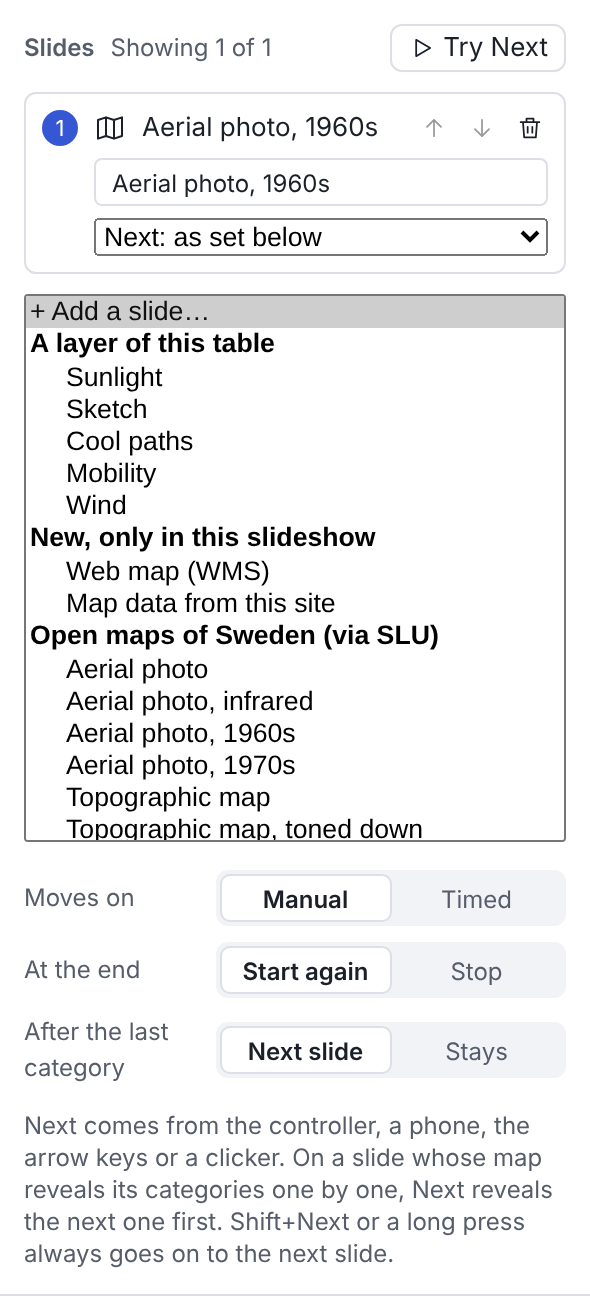 Slides Showing 1 of 1 Try Next
1 Aerial photo, 1960s
Aerial photo, 1960s
Next: as set below
+ Add a slide…
A layer of this table
Sunlight
Sketch
Cool paths
Mobility
Wind
New, only in this slideshow
Web map (WMS)
Map data from this site
Open maps of Sweden (via SLU)
Aerial photo
Aerial photo, infrared
Aerial photo, 1960s
Aerial photo, 1970s
Topographic map
Topographic map, toned down
Moves on Manual Timed
At the end Start again Stop
After the last
category Next slide Stays
Next comes from the controller, a phone, the
arrow keys or a clicker. On a slide whose map
reveals its categories one by one, Next reveals
the next one first. Shift+Next or a long press
always goes on to the next slide.